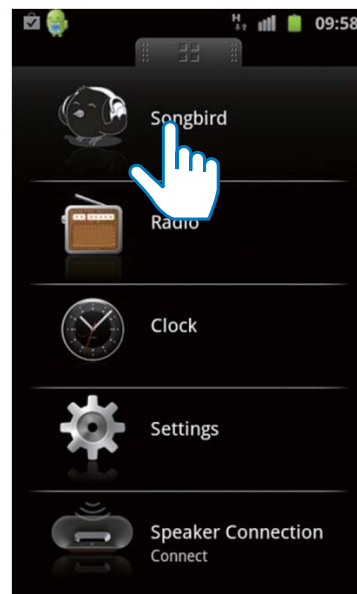 H 09:58
Songbird
Radio
Clock
Settings
Speaker Connection
Connect